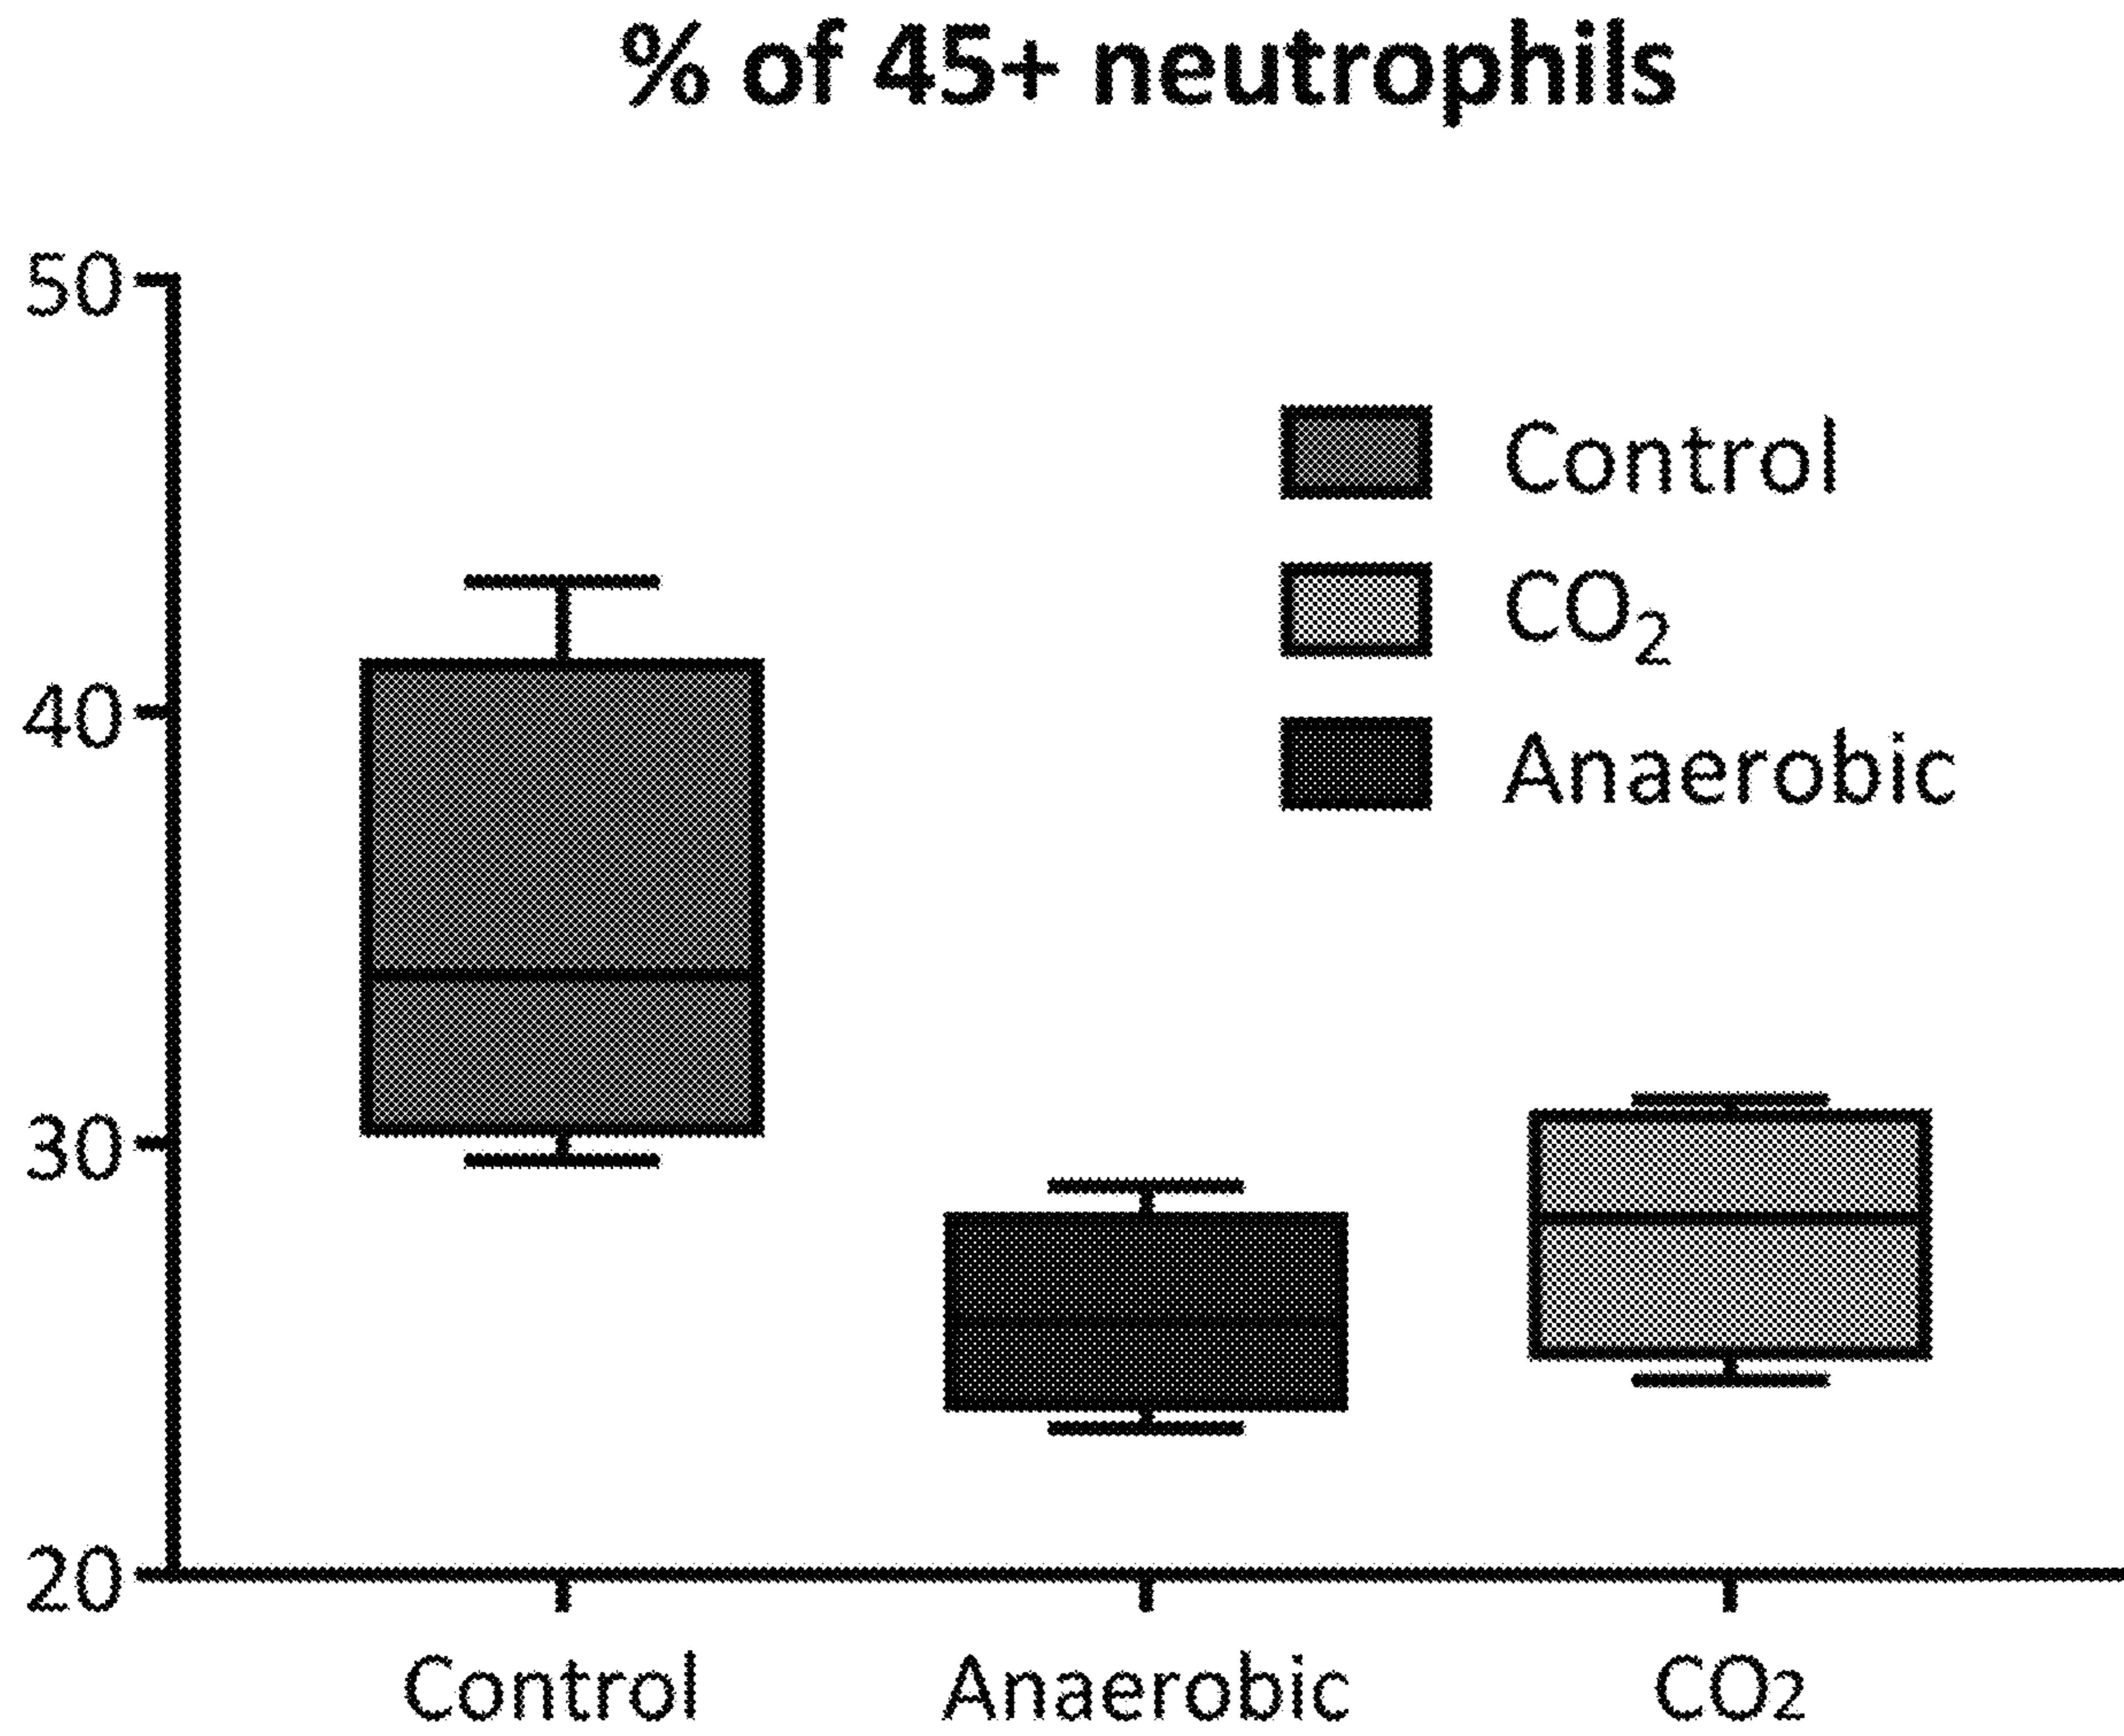 % of 45+ neutrophils
50
40
30
20
Control
CO₂
Anaerobic
Control Anaerobic CO2